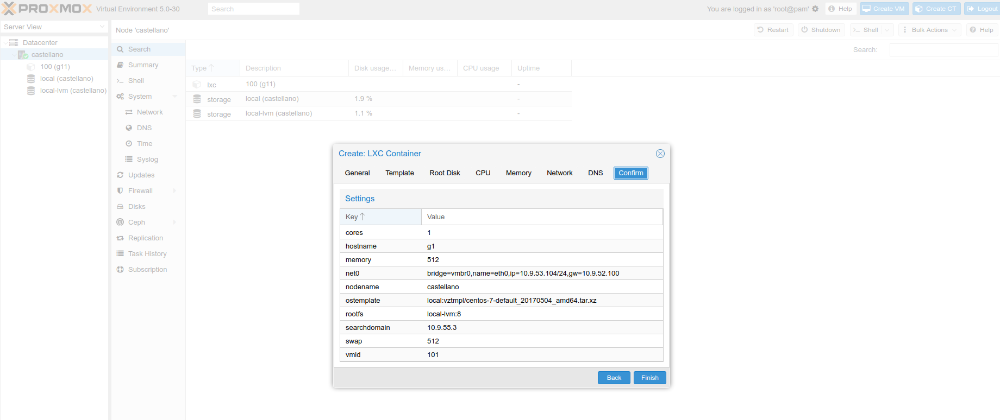 PROXMOX Virtual Environment 5.0-30 Search You are logged in as 'root@pam' Help Create VM Create CT Logout
Server View
Datacenter
castellano
100 (g11)
local (castellano)
local-lvm (castellano)
Node 'castellano' Restart Shutdown >_ Shell Bulk Actions Help
Search
Summary
>_ Shell
System
Network
DNS
Time
Syslog
Updates
Firewall
Disks
Ceph
Replication
Task History
Subscription
Search:
Type Description Disk usage... Memory us... CPU usage Uptime
lxc 100 (g11) -
storage local (castellano) 1.9 % -
storage local-lvm (castellano) 1.1 % -
Create: LXC Container
General Template Root Disk CPU Memory Network DNS Confirm
Settings
Key Value
cores 1
hostname g1
memory 512
net0 bridge=vmbr0,name=eth0,ip=10.9.53.104/24,gw=10.9.52.100
nodename castellano
ostemplate local:vztmpl/centos-7-default_20170504_amd64.tar.xz
rootfs local-lvm:8
searchdomain 10.9.55.3
swap 512
vmid 101
Back Finish